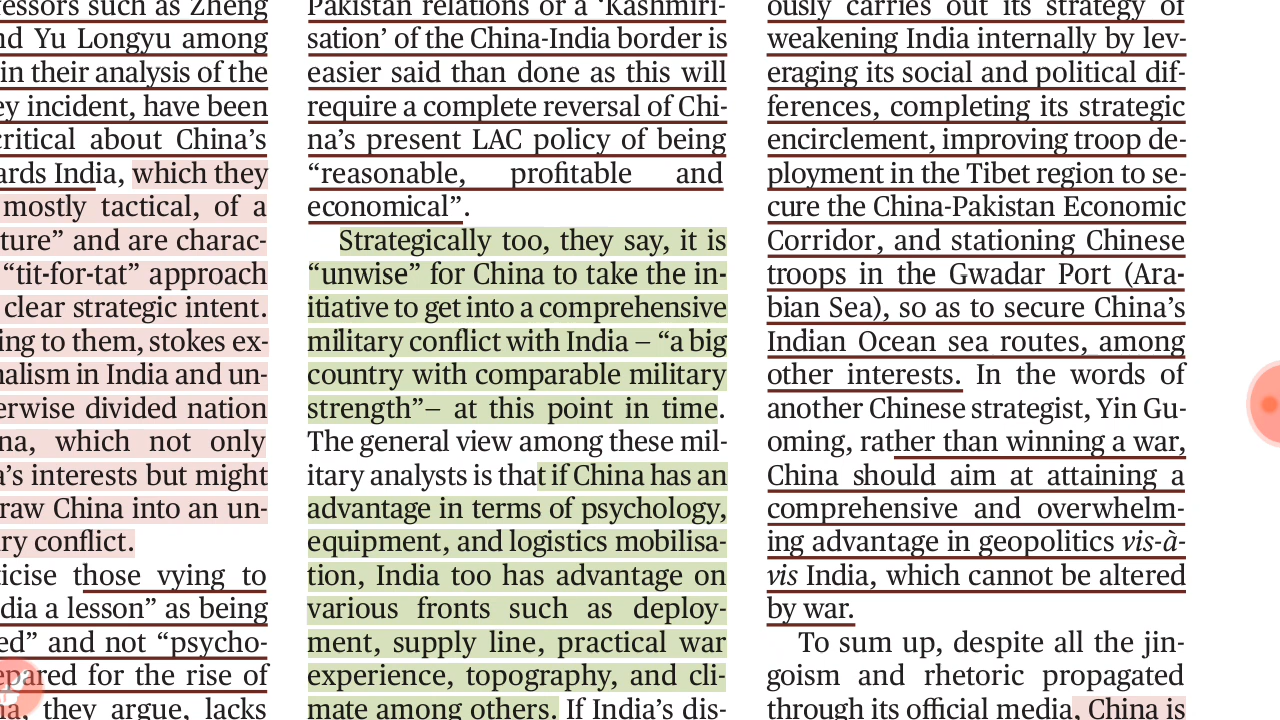 fessors such as Zheng
nd Yu Longyu among
in their analysis of the
ey incident, have been
critical about China's
ards India, which they
mostly tactical, of a
ture” and are charac-
“tit-for-tat” approach
clear strategic intent.
ing to them, stokes ex-
nalism in India and un-
erwise divided nation
na, which not only
a's interests but might
raw China into an un-
ry conflict.
icise those vying to
dia a lesson” as being
ed” and not “psycho-
epared for the rise of
na, they argue, lacks
Pakistan relations or a ‘Kashmiri-
sation’ of the China-India border is
easier said than done as this will
require a complete reversal of Chi-
na’s present LAC policy of being
“reasonable, profitable and
economical”.
Strategically too, they say, it is
“unwise” for China to take the in-
itiative to get into a comprehensive
military conflict with India – “a big
country with comparable military
strength”– at this point in time.
The general view among these mil-
itary analysts is that if China has an
advantage in terms of psychology,
equipment, and logistics mobilisa-
tion, India too has advantage on
various fronts such as deploy-
ment, supply line, practical war
experience, topography, and cli-
mate among others. If India’s dis-
ously carries out its strategy of
weakening India internally by lev-
eraging its social and political dif-
ferences, completing its strategic
encirclement, improving troop de-
ployment in the Tibet region to se-
cure the China-Pakistan Economic
Corridor, and stationing Chinese
troops in the Gwadar Port (Ara-
bian Sea), so as to secure China’s
Indian Ocean sea routes, among
other interests. In the words of
another Chinese strategist, Yin Gu-
oming, rather than winning a war,
China should aim at attaining a
comprehensive and overwhelm-
ing advantage in geopolitics vis-à-
vis India, which cannot be altered
by war.
To sum up, despite all the jin-
goism and rhetoric propagated
through its official media, China is